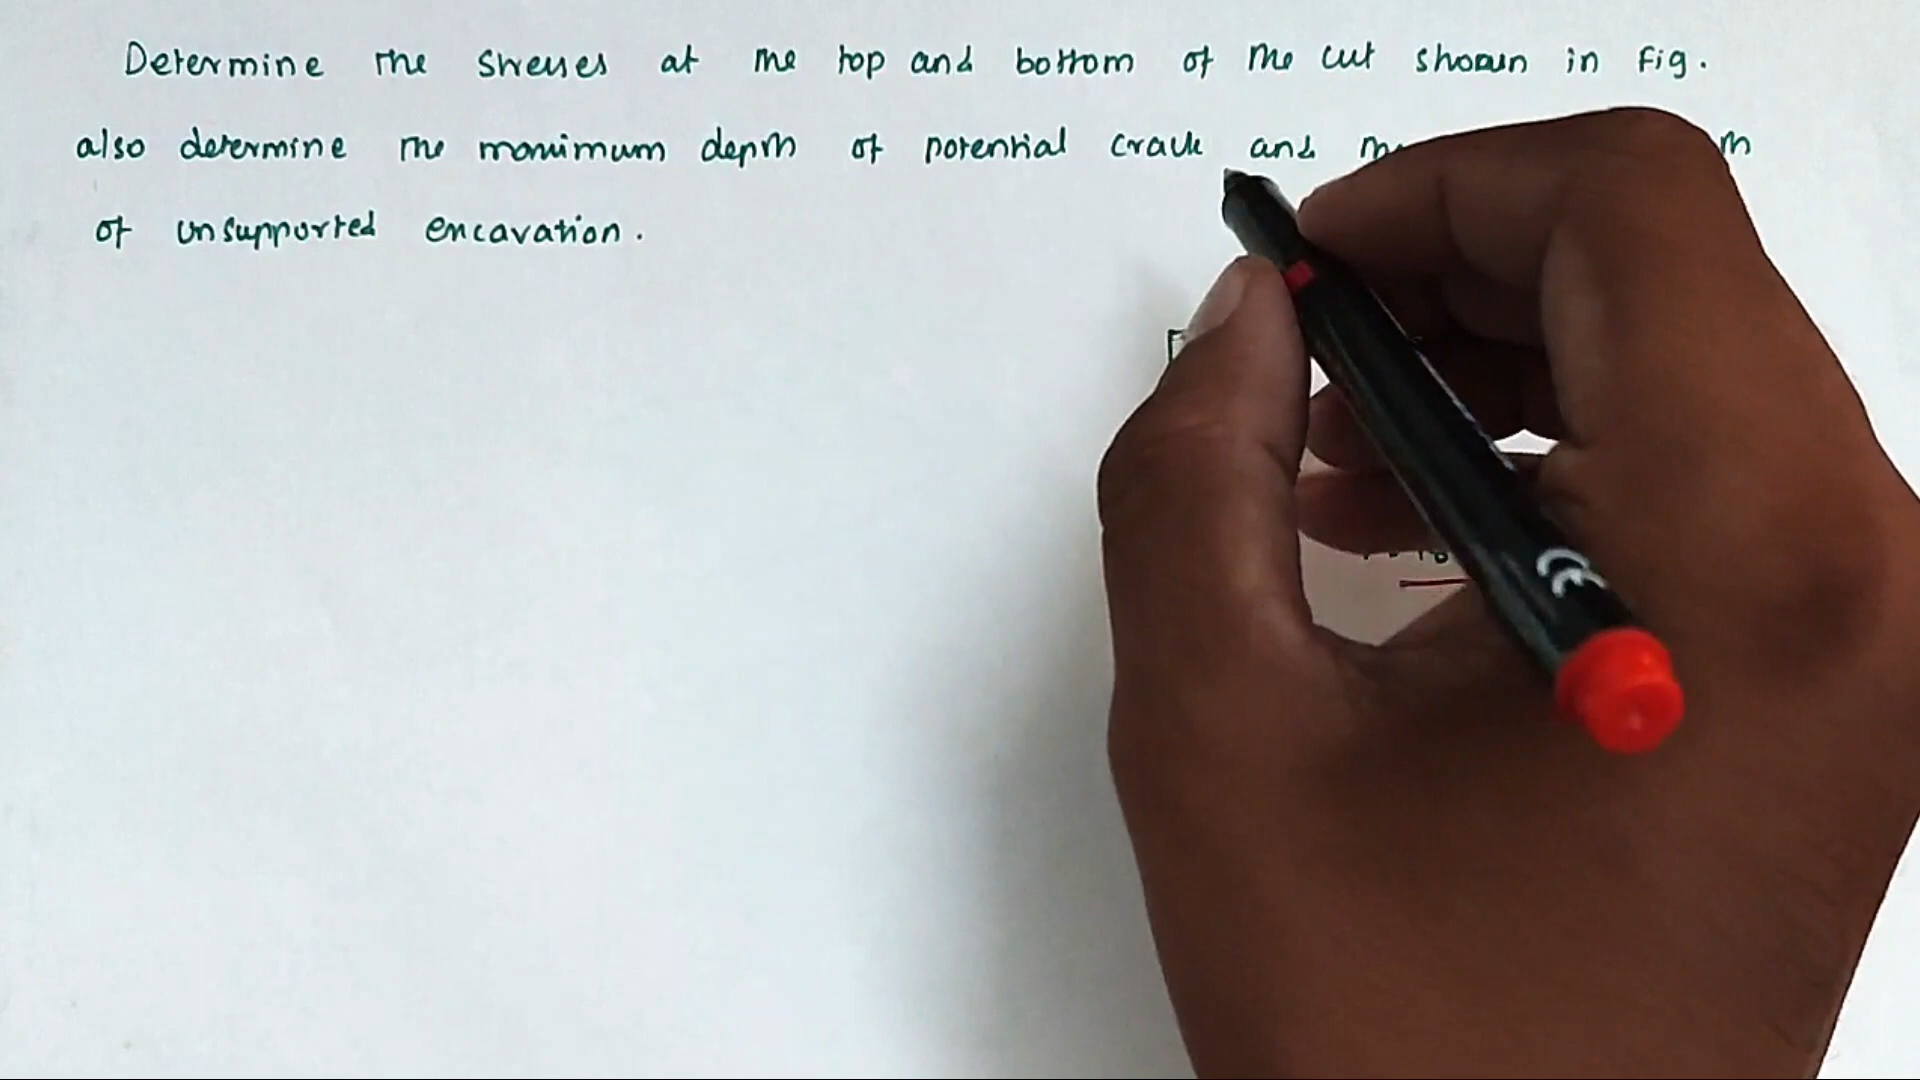 Determine the stresses at the top and bottom of the cut shown in fig.
also determine the maximum depth of potential crack and
of unsupported excavation.
CE